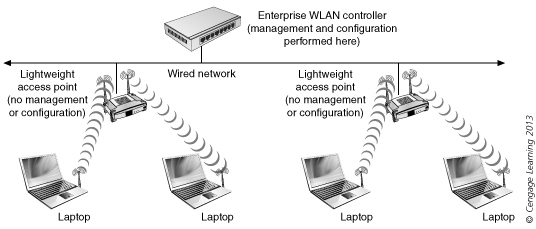 Enterprise WLAN controller
(management and configuration
performed here)
Lightweight
access point
(no management
or configuration)
Wired network
Lightweight
access point
(no management
or configuration)
Laptop
Laptop
Laptop
Laptop
© Cengage Learning 2013